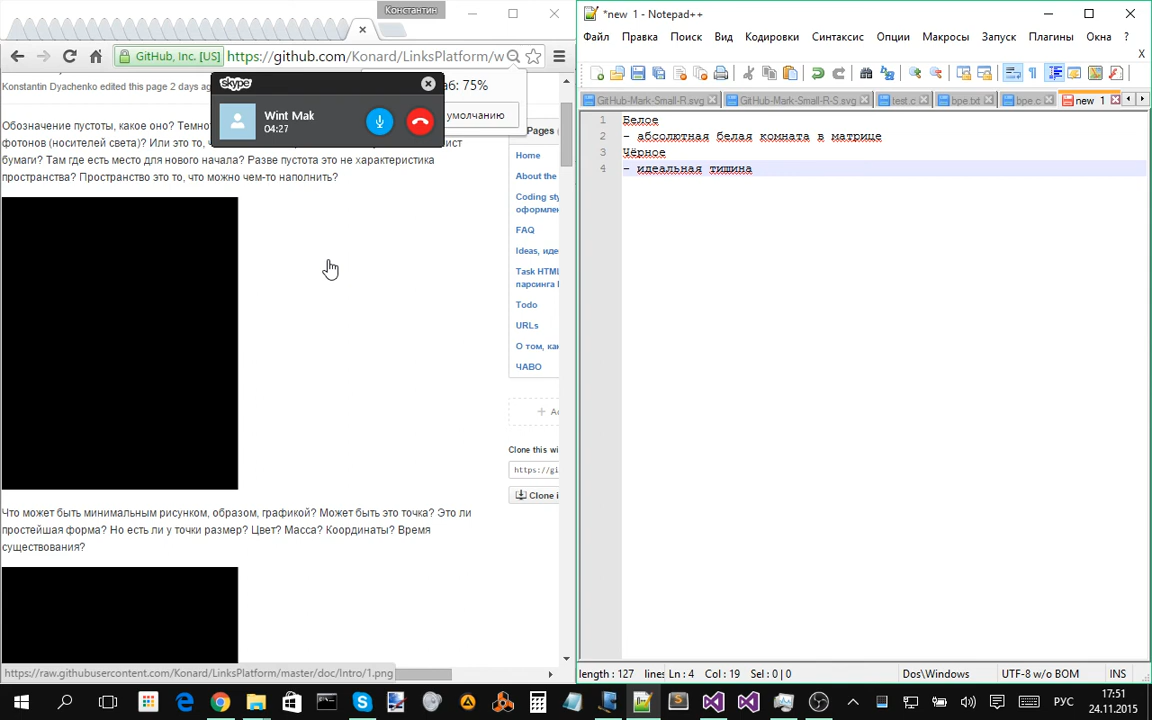 Константин
GitHub, Inc. [US]
https://github.com/Konard/LinksPlatform/w
Konstantin Dyachenko edited this page 2 days
аб: 75%
умолчанию
skype
Wint Mak
04:27
Обозначение пустоты, какое оно?
фотонов (носителей света)? Или это то,
бумаги? Там где есть место для нового начала? Разве пустота это не характеристика
пространства? Пространство это то, что можно чем-то наполнить?
Что может быть минимальным рисунком, образом, графикой? Может быть это точка? Это ли
простейшая форма? Но есть ли у точки размер? Цвет? Масса? Координаты? Время
существования?
Pages
Home
About the
Coding sty
оформлен
FAQ
Ideas, иде
Task HTML
парсинга
Todo
URLs
О том, как
ЧАВО
Clone this wi
https://gi
Clone i
https://raw.githubusercontent.com/Konard/LinksPlatform/master/doc/Intro/1.png
*new 1 - Notepad++
Файл Правка Поиск Вид Кодировки Синтаксис Опции Макросы Запуск Плагины Окна ?
X
GitHub-Mark-Small-R.svg GitHub-Mark-Small-R-S.svg test.c bpe.txt bpe.c new 1
1 Белое
2 - абсолютная белая комната в матрице
3 Чёрное
4 - идеальная тишина
length : 127 lines Ln : 4 Col : 19 Sel : 0 | 0 Dos\Windows UTF-8 w/o BOM INS
РУС
17:51
24.11.2015